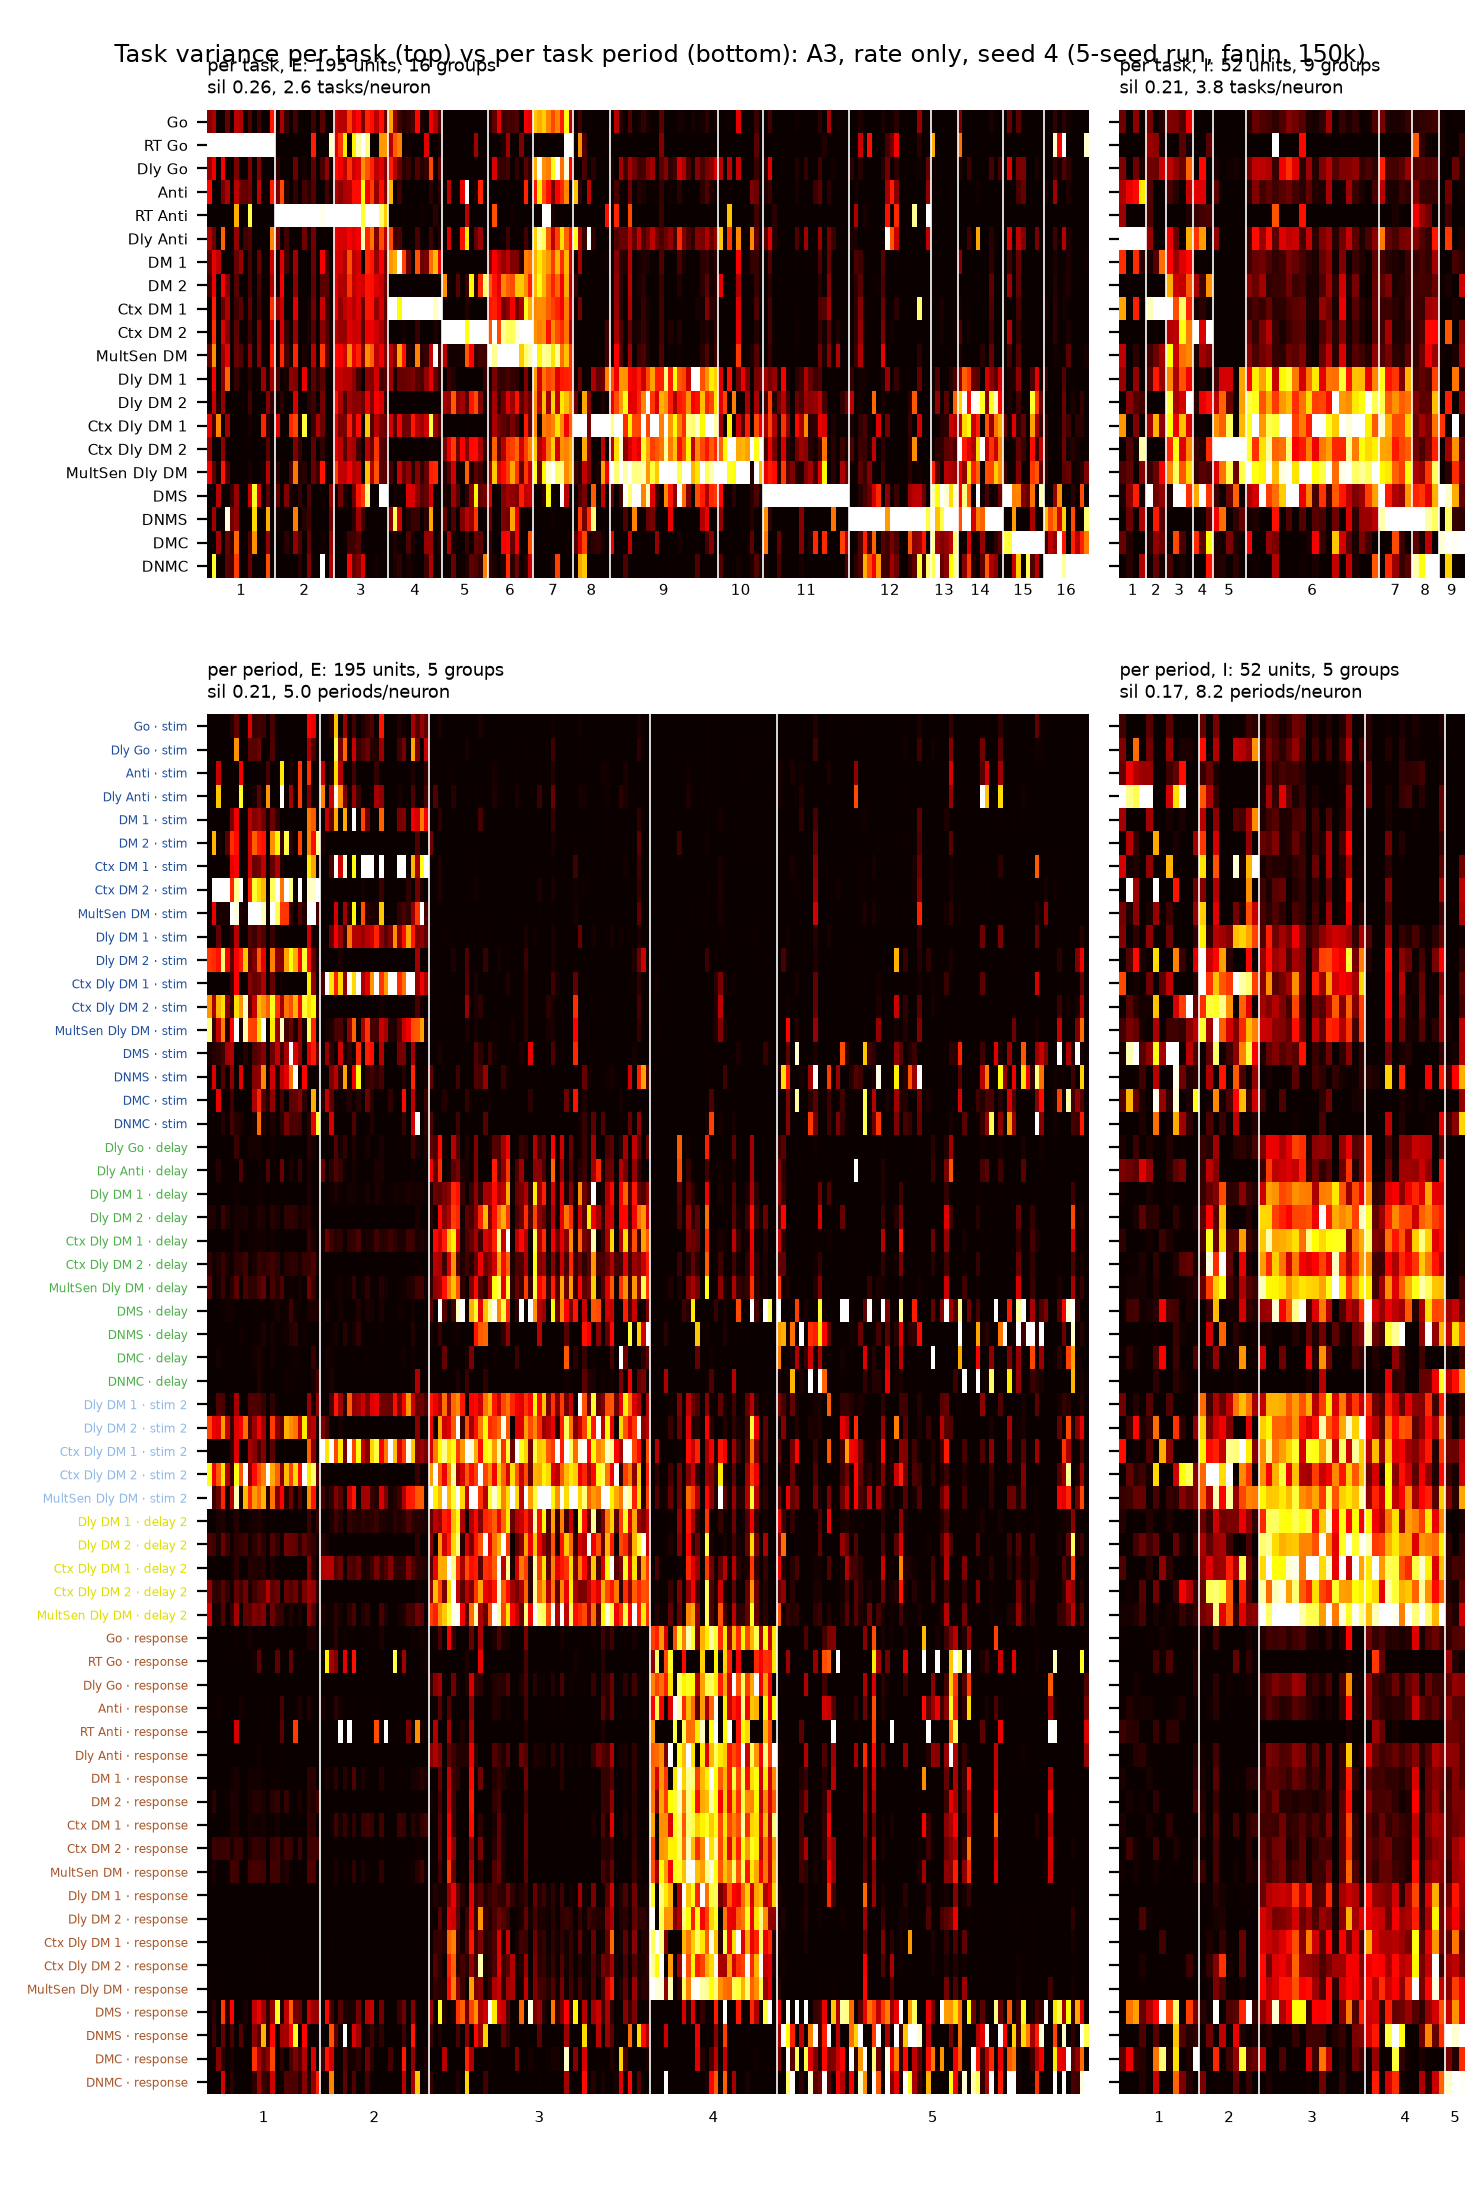 Task variance per task (top) vs per task period (bottom): A3, rate only, seed 4 (5-seed run, fanin, 150k)
per task, E: 195 units, 16 groups
sil 0.26, 2.6 tasks/neuron
per task, I: 52 units, 9 groups
sil 0.21, 3.8 tasks/neuron
Go
RT Go
Dly Go
Anti
RT Anti
Dly Anti
DM 1
DM 2
Ctx DM 1
Ctx DM 2
MultSen DM
Dly DM 1
Dly DM 2
Ctx Dly DM 1
Ctx Dly DM 2
MultSen Dly DM
DMS
DNMS
DMC
DNMC
1 2 3 4 5 6 7 8 9 10 11 12 13 14 15 16
1 2 3 4 5 6 7 8 9
per period, E: 195 units, 5 groups
sil 0.21, 5.0 periods/neuron
per period, I: 52 units, 5 groups
sil 0.17, 8.2 periods/neuron
Go · stim
Dly Go · stim
Anti · stim
Dly Anti · stim
DM 1 · stim
DM 2 · stim
Ctx DM 1 · stim
Ctx DM 2 · stim
MultSen DM · stim
Dly DM 1 · stim
Dly DM 2 · stim
Ctx Dly DM 1 · stim
Ctx Dly DM 2 · stim
MultSen Dly DM · stim
DMS · stim
DNMS · stim
DMC · stim
DNMC · stim
Dly Go · delay
Dly Anti · delay
Dly DM 1 · delay
Dly DM 2 · delay
Ctx Dly DM 1 · delay
Ctx Dly DM 2 · delay
MultSen Dly DM · delay
DMS · delay
DNMS · delay
DMC · delay
DNMC · delay
Dly DM 1 · stim 2
Dly DM 2 · stim 2
Ctx Dly DM 1 · stim 2
Ctx Dly DM 2 · stim 2
MultSen Dly DM · stim 2
Dly DM 1 · delay 2
Dly DM 2 · delay 2
Ctx Dly DM 1 · delay 2
Ctx Dly DM 2 · delay 2
MultSen Dly DM · delay 2
Go · response
RT Go · response
Dly Go · response
Anti · response
RT Anti · response
Dly Anti · response
DM 1 · response
DM 2 · response
Ctx DM 1 · response
Ctx DM 2 · response
MultSen DM · response
Dly DM 1 · response
Dly DM 2 · response
Ctx Dly DM 1 · response
Ctx Dly DM 2 · response
MultSen Dly DM · response
DMS · response
DNMS · response
DMC · response
DNMC · response
1 2 3 4 5
1 2 3 4 5